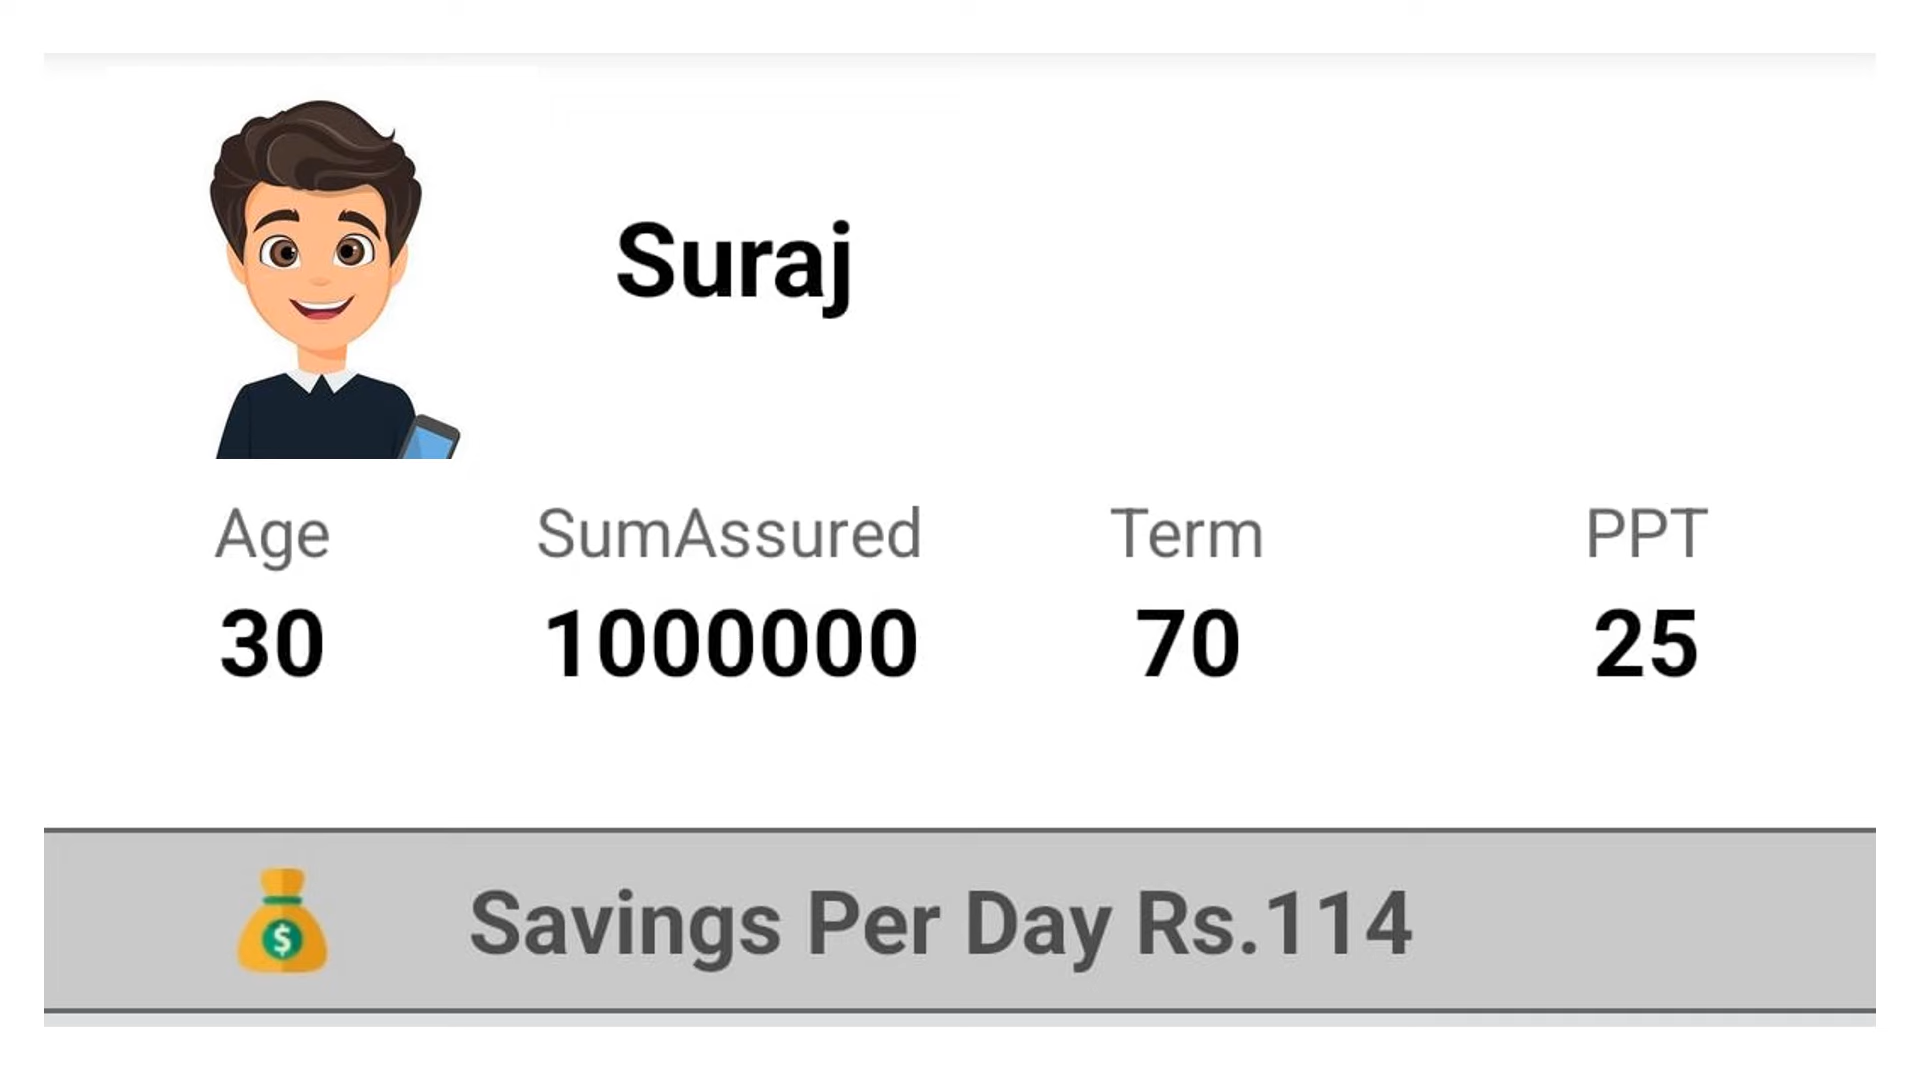 Suraj
Age SumAssured Term PPT
30 1000000 70 25
$ Savings Per Day Rs.114